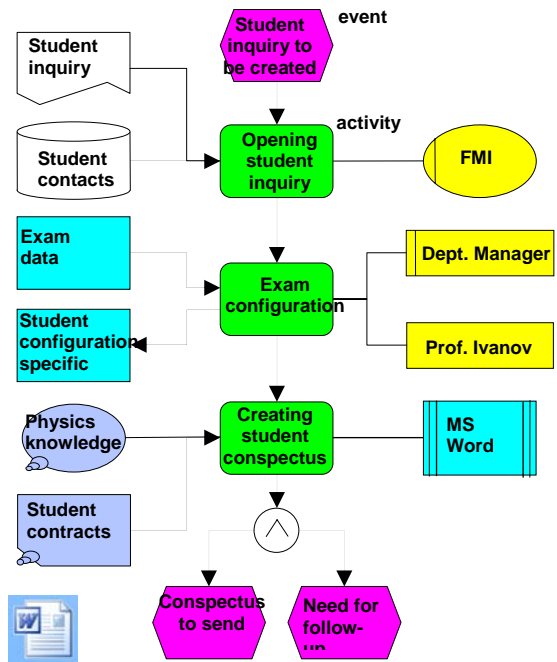 Student
inquiry to
be created
event
Student
inquiry
activity
Opening
student
inquiry
Student
contacts
FMI
Exam
data
Exam
configuration
Dept. Manager
Student
configuration
specific
Prof. Ivanov
Physics
knowledge
Creating
student
conspectus
MS
Word
Student
contracts
Conspectus
to send
Need for
follow-
up
W